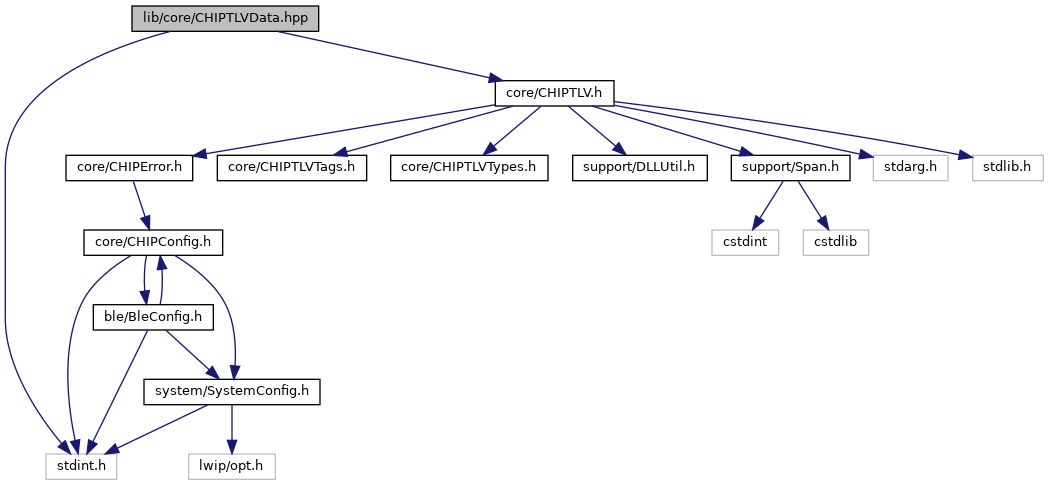 lib/core/CHIPTLVData.hpp
core/CHIPTLV.h
core/CHIPError.h
core/CHIPTLVTags.h
core/CHIPTLVTypes.h
support/DLLUtil.h
support/Span.h
stdarg.h
stdlib.h
core/CHIPConfig.h
cstdint
cstdlib
ble/BleConfig.h
system/SystemConfig.h
stdint.h
lwip/opt.h